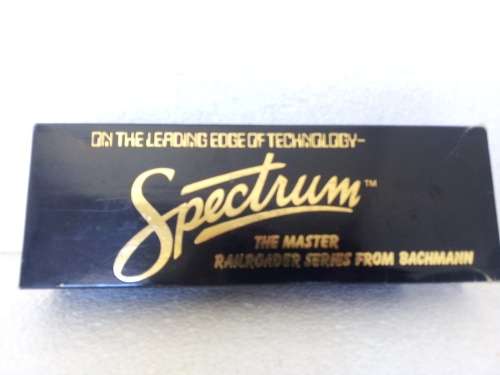 ON THE LEADING EDGE OF TECHNOLOGY-
Spectrum™
THE MASTER
RAILROADER SERIES FROM BACHMANN